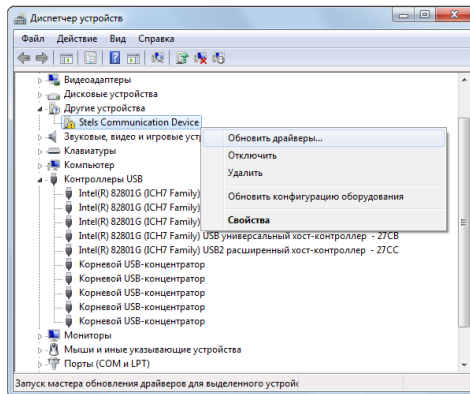 Диспетчер устройств
Файл Действие Вид Справка
Видеоадаптеры
Дисковые устройства
Другие устройства
Stels Communication Device
Звуковые, видео и игровые уст
Клавиатуры
Компьютер
Контроллеры USB
Intel(R) 82801G (ICH7 Family)
Intel(R) 82801G (ICH7 Family)
Intel(R) 82801G (ICH7 Family)
Intel(R) 82801G (ICH7 Family) USB универсальный хост-контроллер - 27CB
Intel(R) 82801G (ICH7 Family) USB2 расширенный хост-контроллер - 27CC
Корневой USB-концентратор
Корневой USB-концентратор
Корневой USB-концентратор
Корневой USB-концентратор
Корневой USB-концентратор
Мониторы
Мыши и иные указывающие устройства
Порты (COM и LPT)
Обновить драйверы...
Отключить
Удалить
Обновить конфигурацию оборудования
Свойства
Запуск мастера обновления драйверов для выделенного устрой